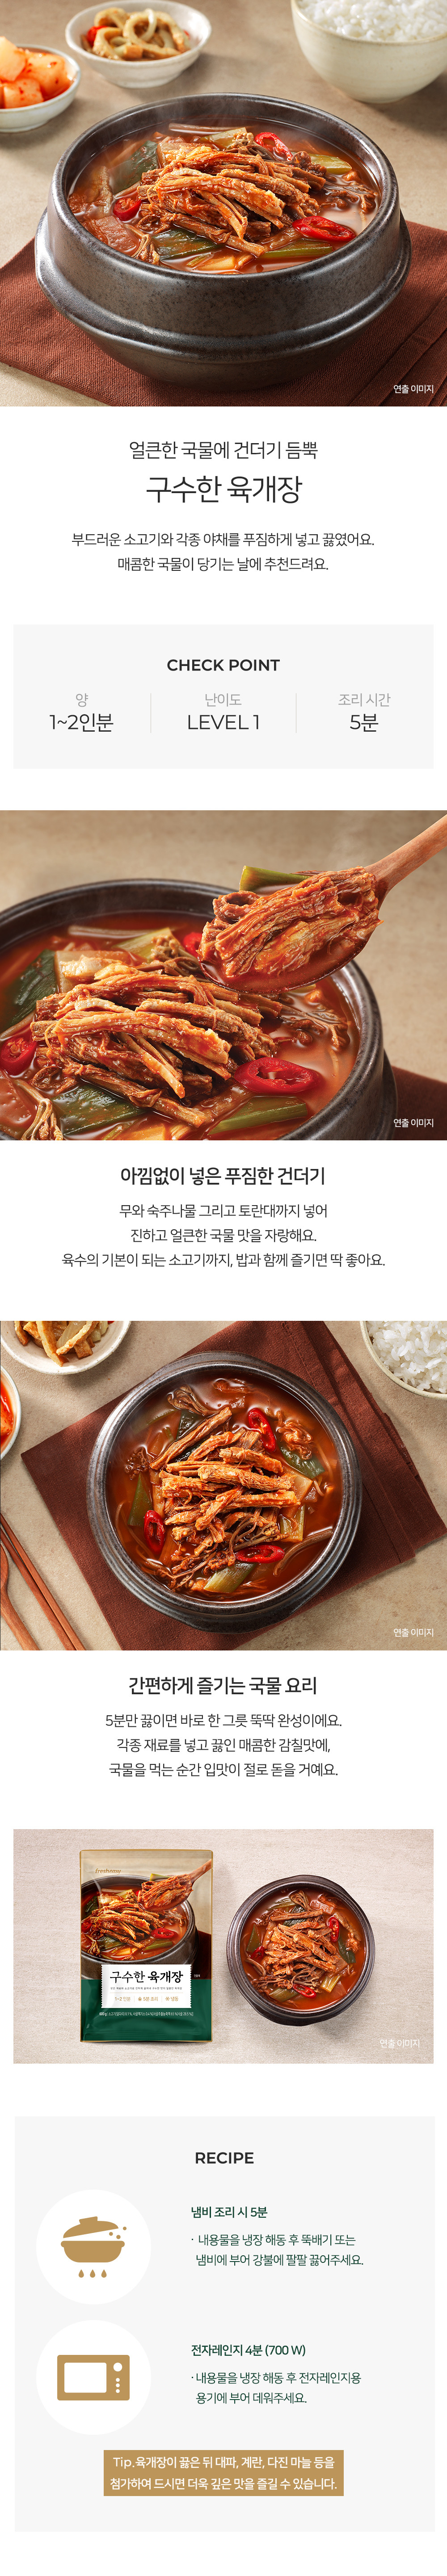 연출 이미지
얼큰한 국물에 건더기 듬뿍
구수한 육개장
부드러운 소고기와 각종 야채를 푸짐하게 넣고 끓였어요.
매콤한 국물이 당기는 날에 추천드려요.
CHECK POINT
양
1~2인분
난이도
LEVEL 1
조리 시간
5분
연출 이미지
아낌없이 넣은 푸짐한 건더기
무와 숙주나물 그리고 토란대까지 넣어
진하고 얼큰한 국물 맛을 자랑해요.
육수의 기본이 되는 소고기까지, 밥과 함께 즐기면 딱 좋아요.
연출 이미지
간편하게 즐기는 국물 요리
5분만 끓이면 바로 한 그릇 뚝딱 완성이에요.
각종 재료를 넣고 끓인 매콤한 감칠맛에,
국물을 먹는 순간 입맛이 절로 돋을 거예요.
fresheasy
구수한 육개장
연출 이미지
RECIPE
냄비 조리 시 5분
· 내용물을 냉장 해동 후 뚝배기 또는
냄비에 부어 강불에 팔팔 끓어주세요.
전자레인지 4분 (700 W)
· 내용물을 냉장 해동 후 전자레인지용
용기에 부어 데워주세요.
Tip.육개장이 끓은 뒤 대파, 계란, 다진 마늘 등을
첨가하여 드시면 더욱 깊은 맛을 즐길 수 있습니다.